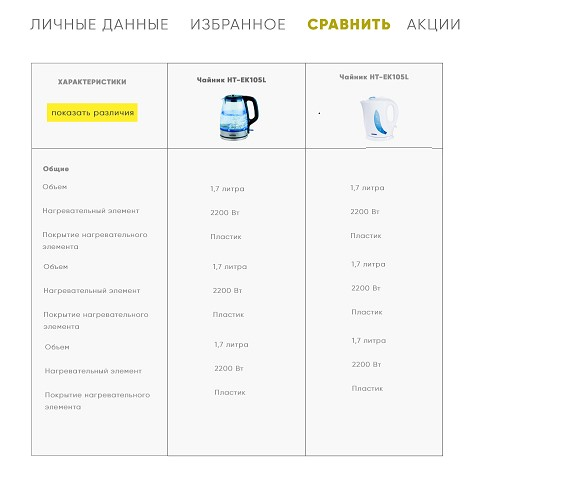 ЛИЧНЫЕ ДАННЫЕ ИЗБРАННОЕ СРАВНИТЬ АКЦИИ
ХАРАКТЕРИСТИКИ Чайник HT-EK105L Чайник HT-EK105L
показать различия
Общие
Объем 1,7 литра 1,7 литра
Нагревательный элемент 2200 Вт 2200 Вт
Покрытие нагревательного Пластик Пластик
элемента
Объем 1,7 литра 1,7 литра
Нагревательный элемент 2200 Вт 2200 Вт
Покрытие нагревательного Пластик Пластик
элемента
Объем 1,7 литра 1,7 литра
Нагревательный элемент 2200 Вт 2200 Вт
Покрытие нагревательного Пластик Пластик
элемента